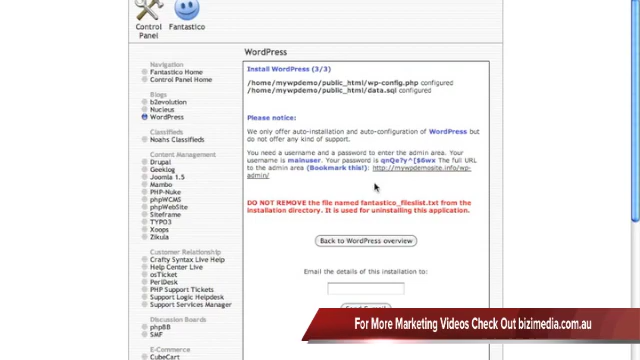 Control
Panel
Fantastico
WordPress
Navigation
Fantastico Home
Control Panel Home
Blogs
b2evolution
Nucleus
WordPress
Classifieds
Noahs Classifieds
Content Management
Drupal
Geeklog
Joomla 1.5
Mambo
PHP-Nuke
phpWCMS
phpWebSite
Siteframe
TYPO3
Xoops
Zikula
Customer Relationship
Crafty Syntax Live Help
Help Center Live
osTicket
PerlDesk
PHP Support Tickets
Support Logic Helpdesk
Support Services Manager
Discussion Boards
phpBB
SMF
E-Commerce
CubeCart
Install WordPress (3/3)
/home/mywpdemo/public_html/wp-config.php configured
/home/mywpdemo/public_html/data.sql configured
Please notice:
We only offer auto-installation and auto-configuration of WordPress but
do not offer any kind of support.
You need a username and a password to enter the admin area. Your
username is mainuser. Your password is The full URL
to the admin area (Bookmark this!): http://mywpdemosite.info/wp-
admin/
DO NOT REMOVE the file named fantastico_fileslist.txt from the
installation directory. It is used for uninstalling this application.
Back to WordPress overview
Email the details of this installation to:
For More Marketing Videos Check Out bizimedia.com.au